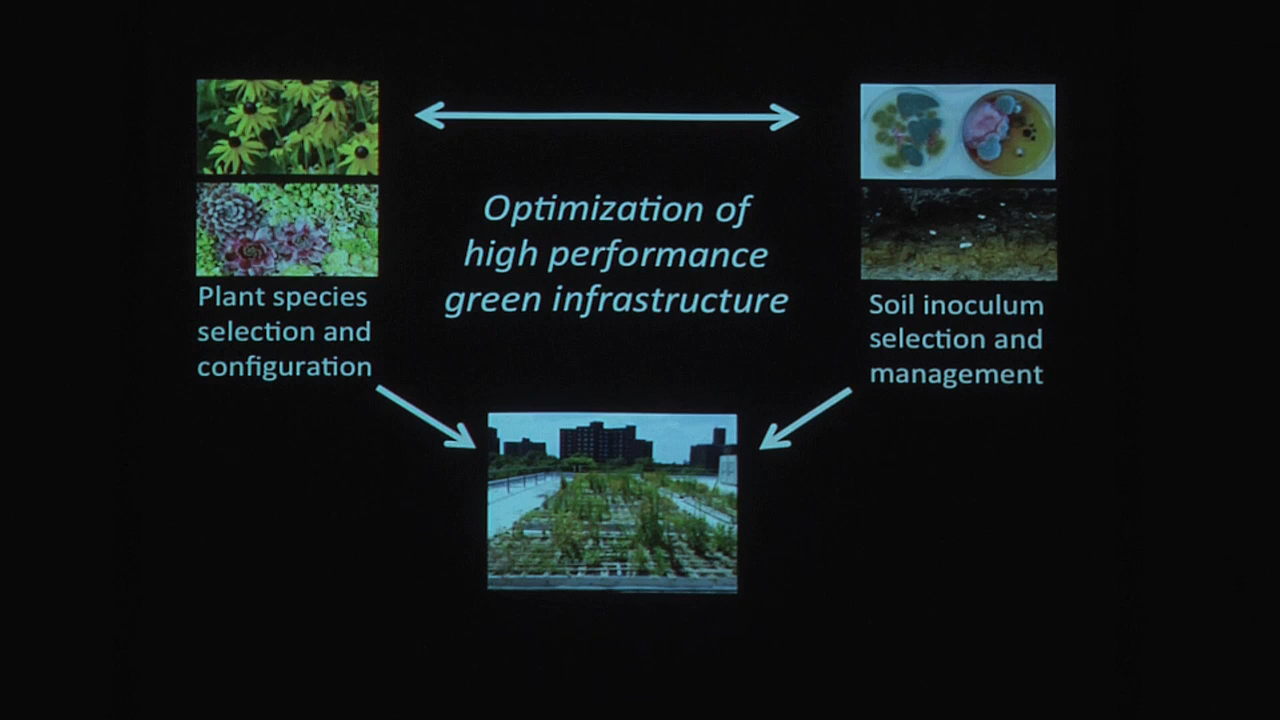 Optimization of
high performance
green infrastructure
Plant species
selection and
configuration
Soil inoculum
selection and
management